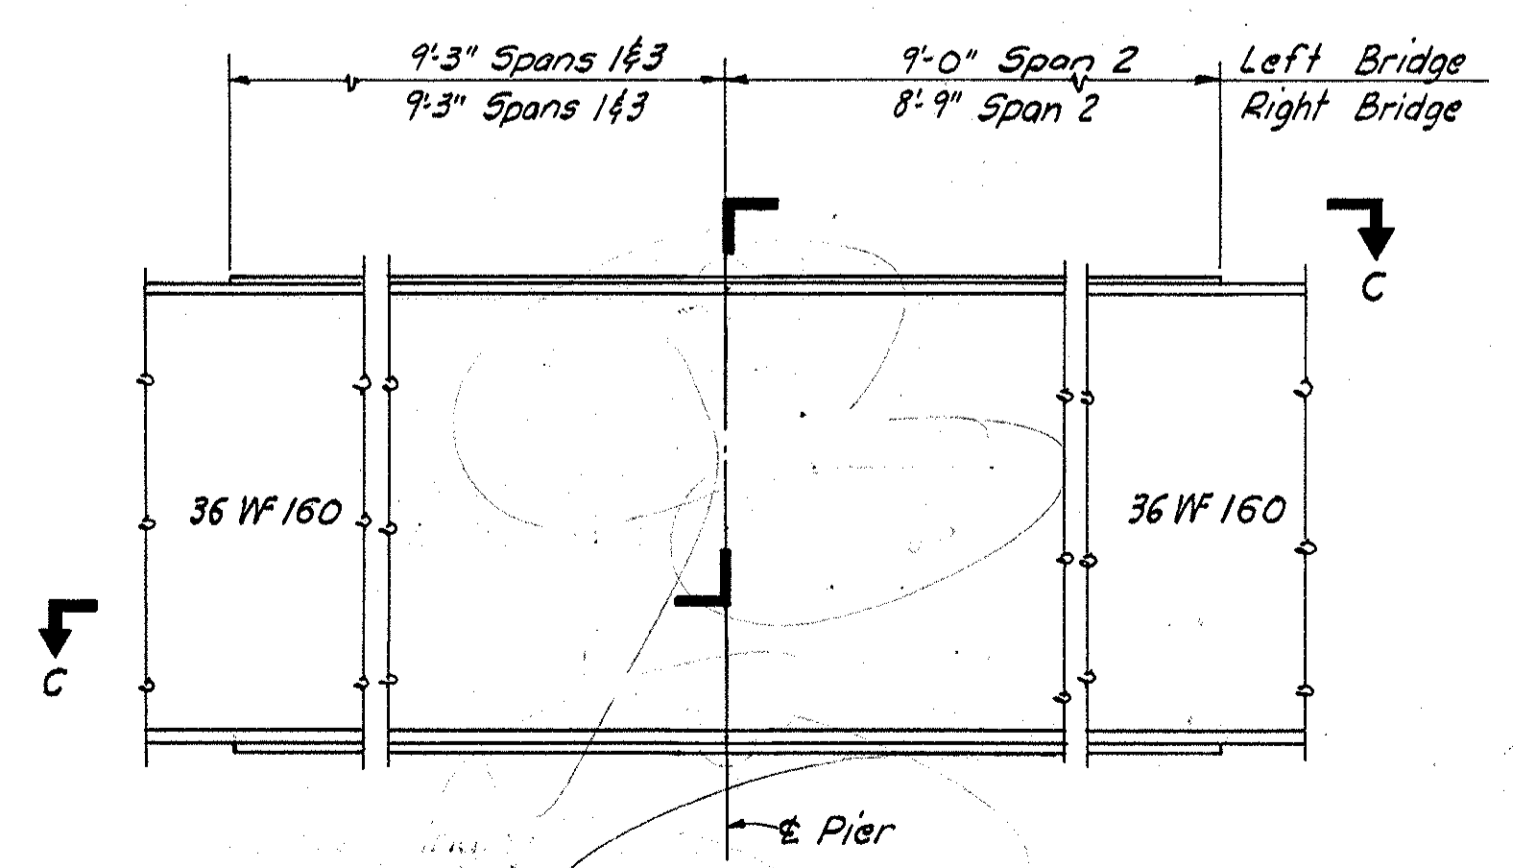 9'-3" Spans 1&3 9'-0" Span 2 Left Bridge
9'-3" Spans 1&3 8'-9" Span 2 Right Bridge
C
36 WF 160 36 WF 160
C
℄ Pier